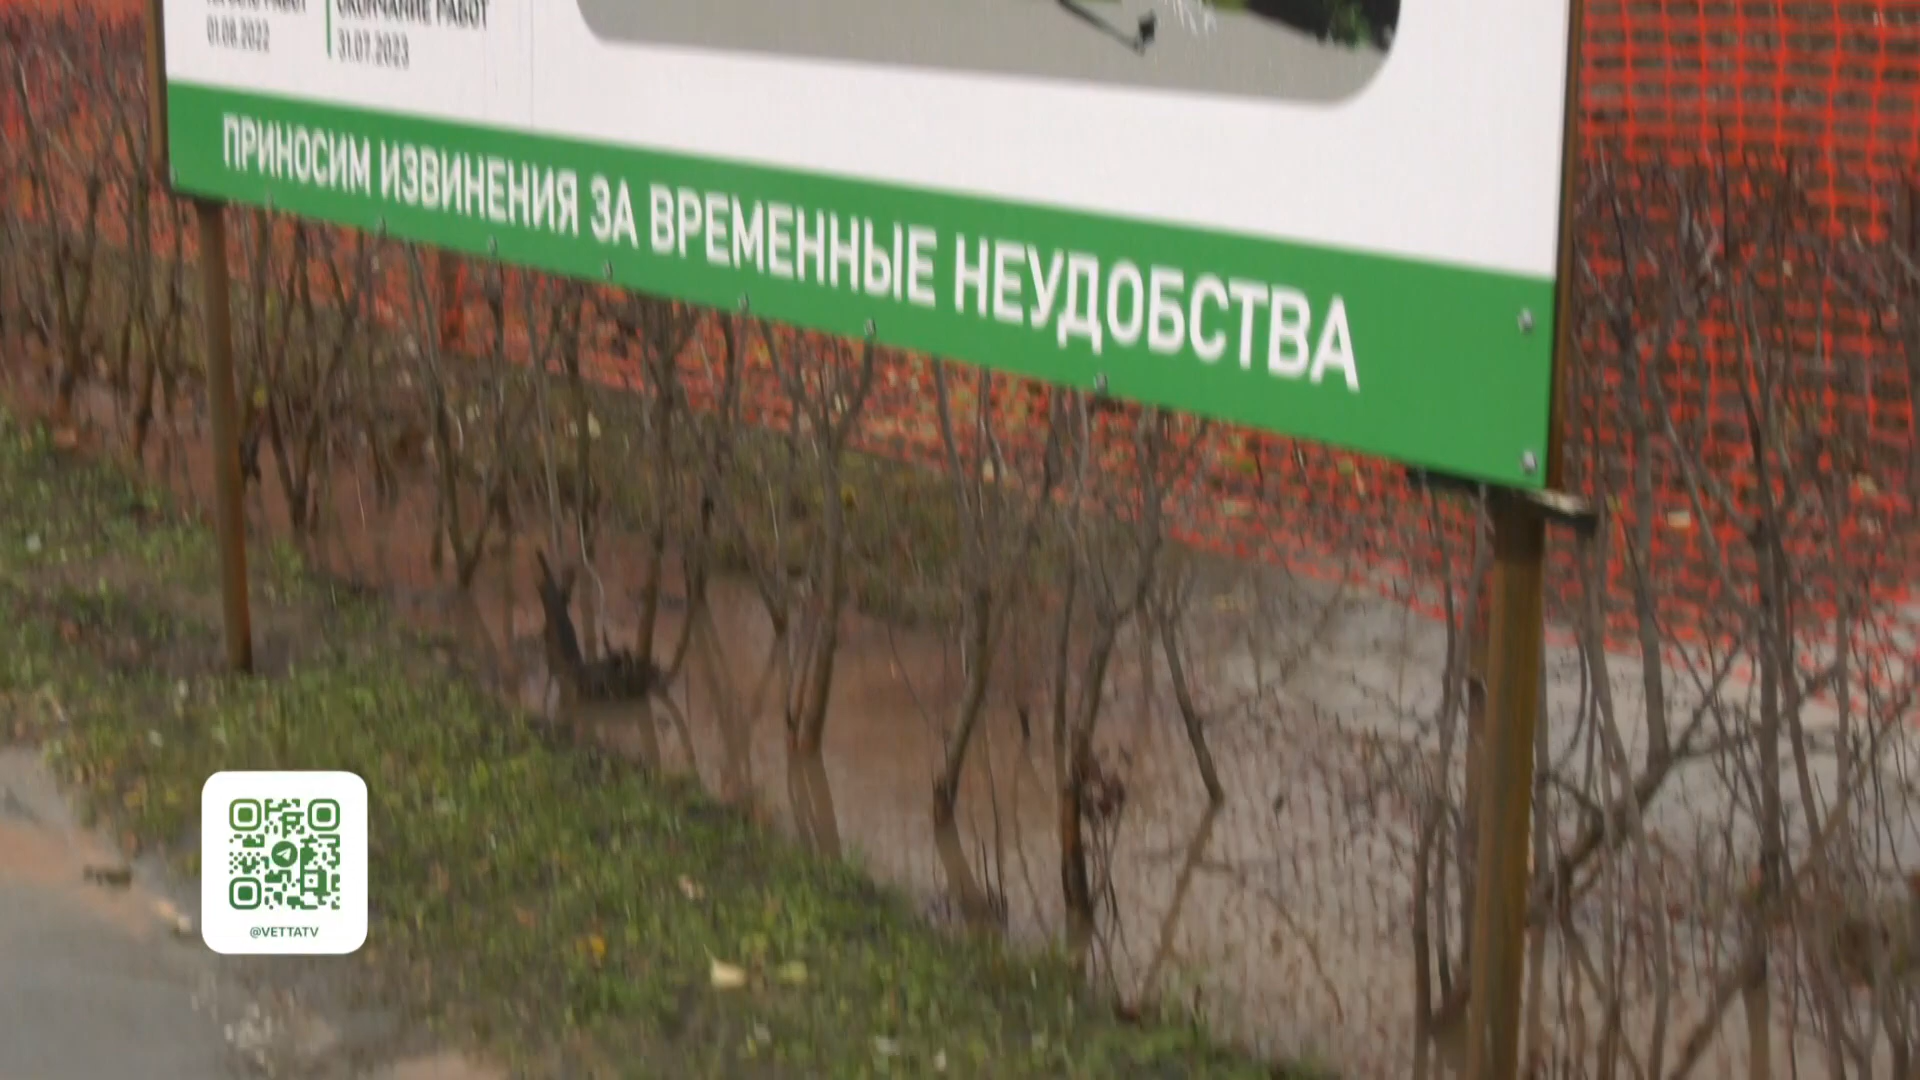 ОКОНЧАНИЕ РАБОТ
01.08.2022
31.07.2023
ПРИНОСИМ ИЗВИНЕНИЯ ЗА ВРЕМЕННЫЕ НЕУДОБСТВА
@VETTATV